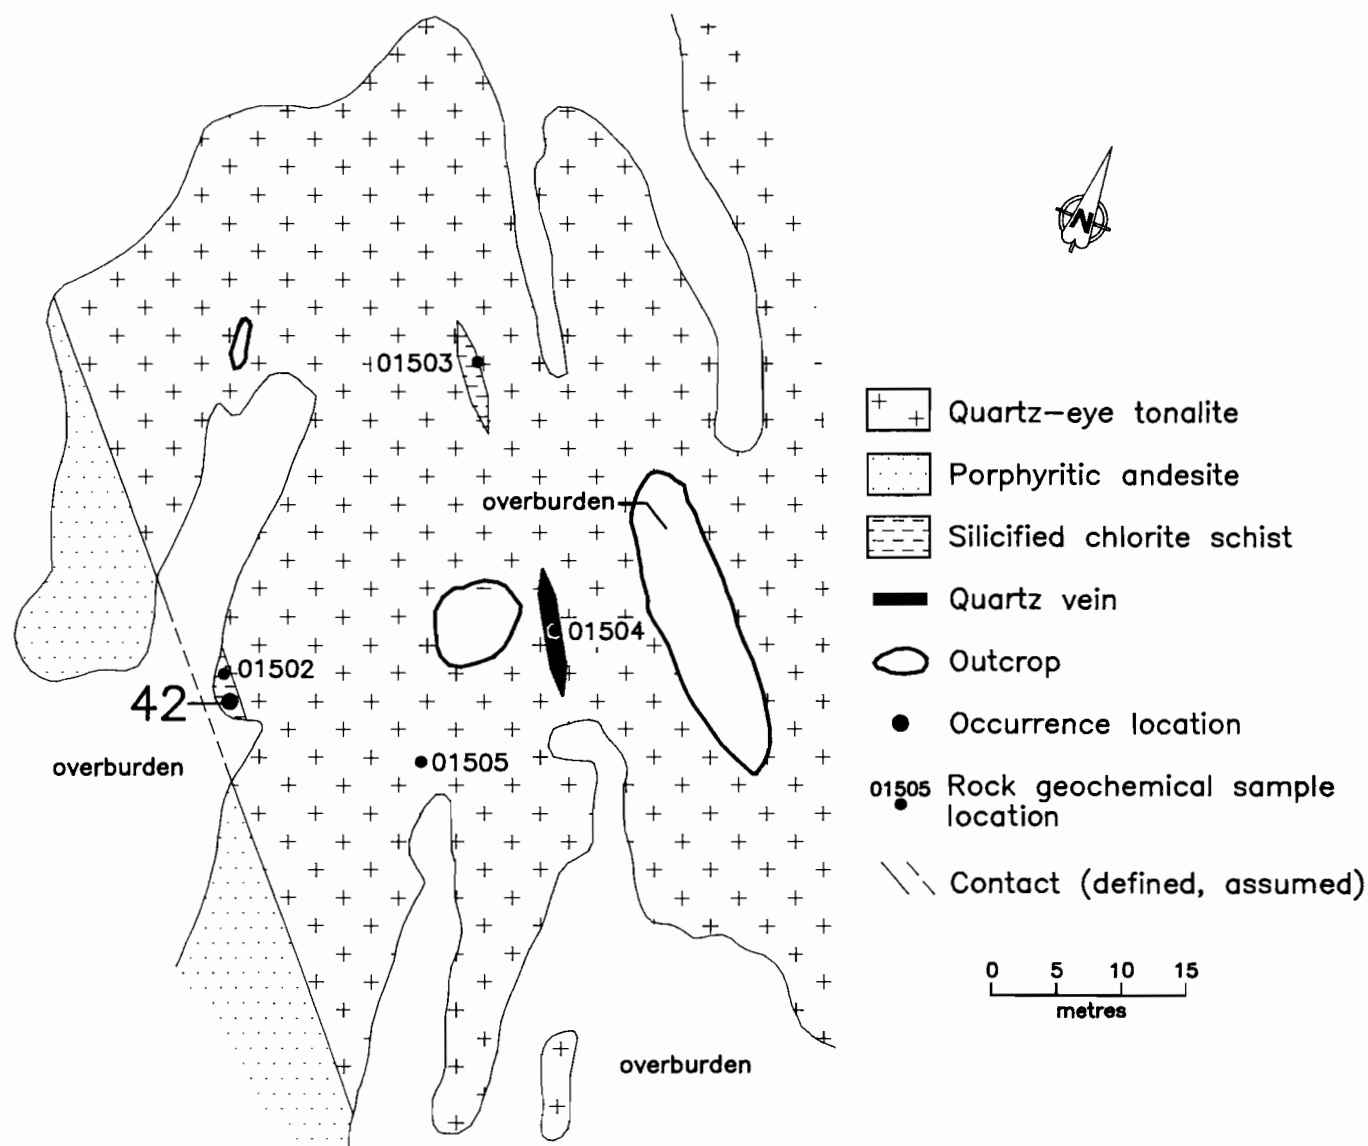 N
01503
Quartz-eye tonalite
Porphyritic andesite
overburden
Silicified chlorite schist
Quartz vein
01504
Outcrop
01502
42
Occurrence location
overburden
01505
01505 Rock geochemical sample
location
Contact (defined, assumed)
0 5 10 15
metres
overburden